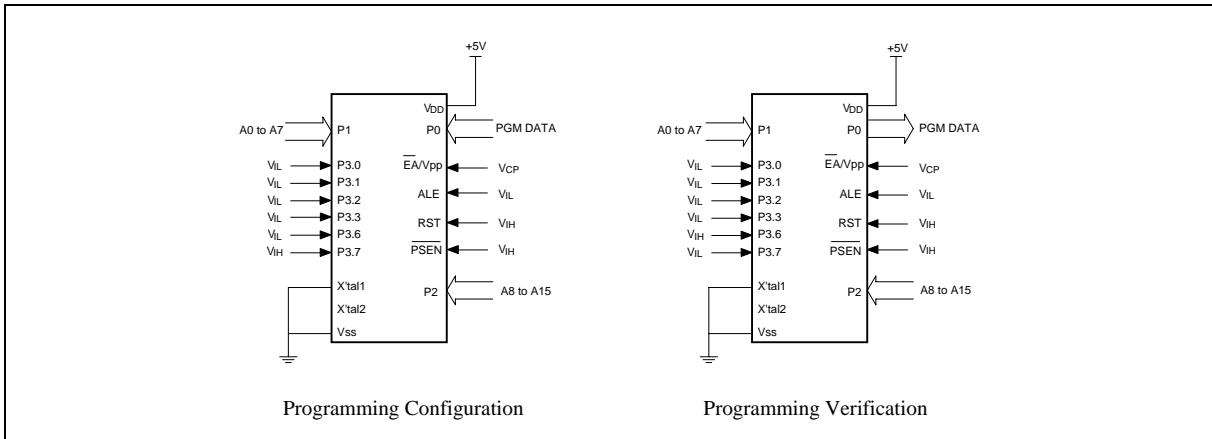 +5V
VDD
A0 to A7
P1
P0
PGM DATA
VIL
P3.0
EA/Vpp
VCP
VIL
P3.1
VIL
P3.2
ALE
VIL
VIL
P3.3
RST
VIH
VIL
P3.6
VIH
P3.7
PSEN
VIH
X'tal1
P2
A8 to A15
X'tal2
Vss
Programming Configuration
+5V
VDD
A0 to A7
P1
P0
PGM DATA
VIL
P3.0
EA/Vpp
VCP
VIL
P3.1
VIL
P3.2
ALE
VIL
VIL
P3.3
RST
VIH
VIH
P3.6
VIL
P3.7
PSEN
VIH
X'tal1
P2
A8 to A15
X'tal2
Vss
Programming Verification